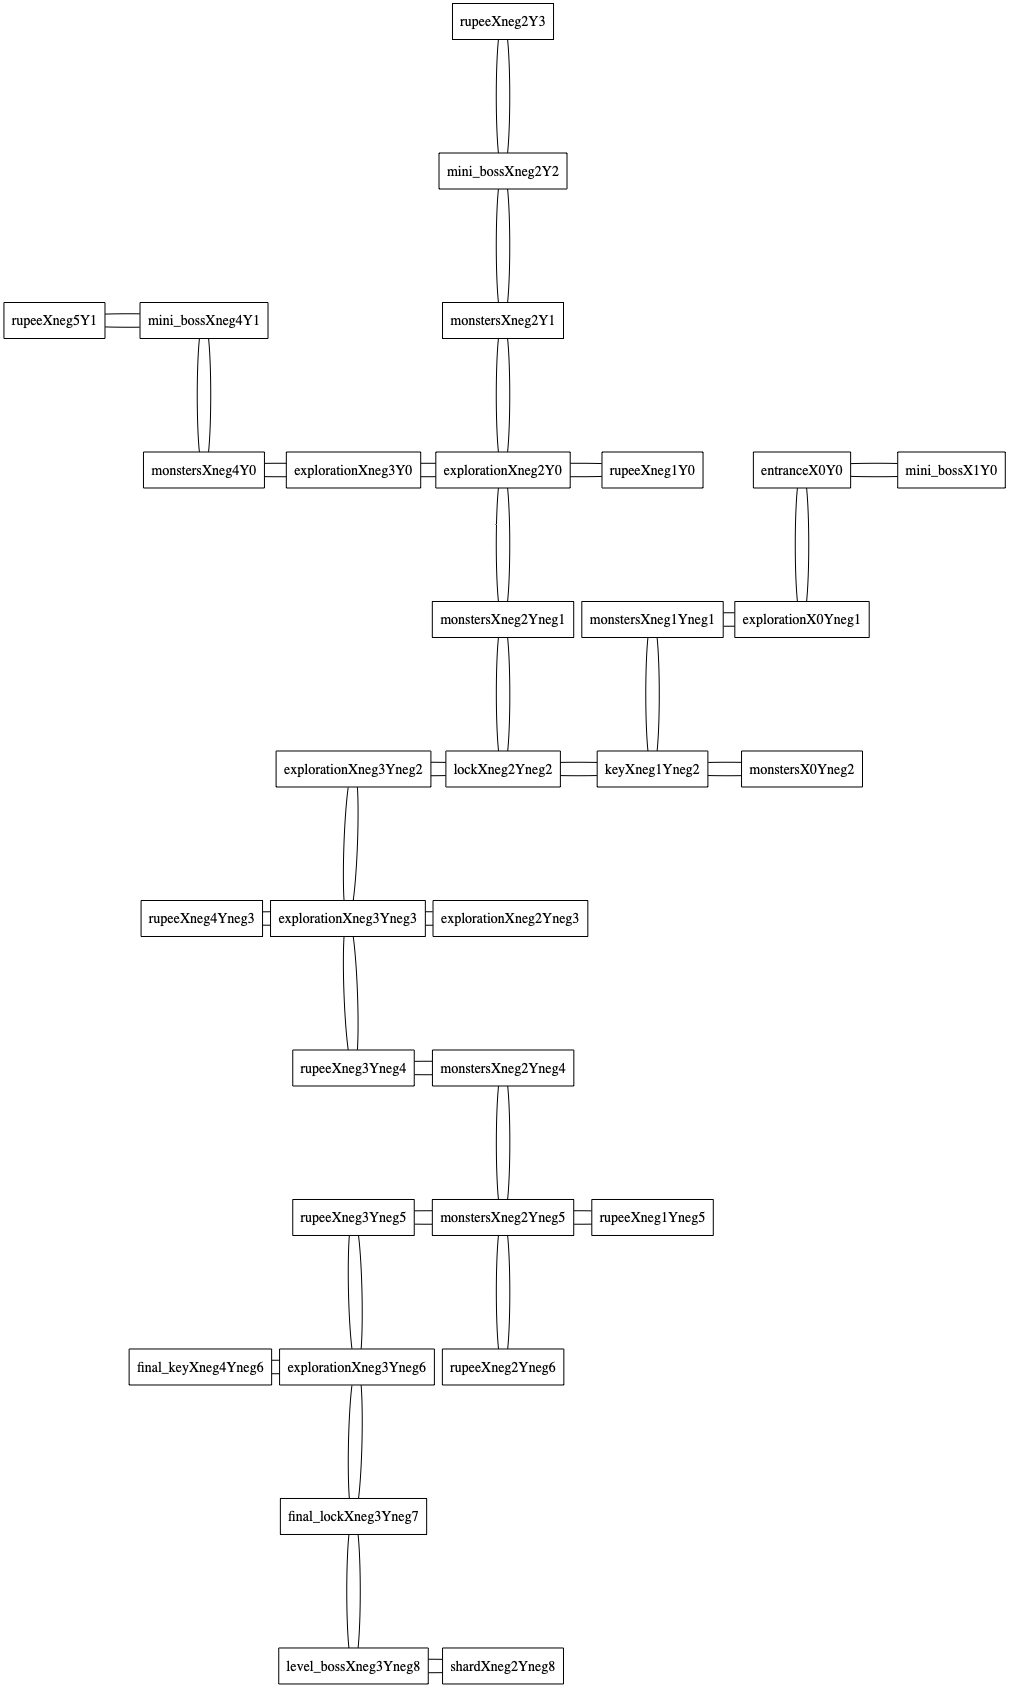 rupeeXneg2Y3
mini_bossXneg2Y2
rupeeXneg5Y1
mini_bossXneg4Y1
monstersXneg2Y1
monstersXneg4Y0
explorationXneg3Y0
explorationXneg2Y0
rupeeXneg1Y0
entranceX0Y0
mini_bossX1Y0
monstersXneg2Yneg1
monstersXneg1Yneg1
explorationX0Yneg1
explorationXneg3Yneg2
lockXneg2Yneg2
keyXneg1Yneg2
monstersX0Yneg2
rupeeXneg4Yneg3
explorationXneg3Yneg3
explorationXneg2Yneg3
rupeeXneg3Yneg4
monstersXneg2Yneg4
rupeeXneg3Yneg5
monstersXneg2Yneg5
rupeeXneg1Yneg5
final_keyXneg4Yneg6
explorationXneg3Yneg6
rupeeXneg2Yneg6
final_lockXneg3Yneg7
level_bossXneg3Yneg8
shardXneg2Yneg8